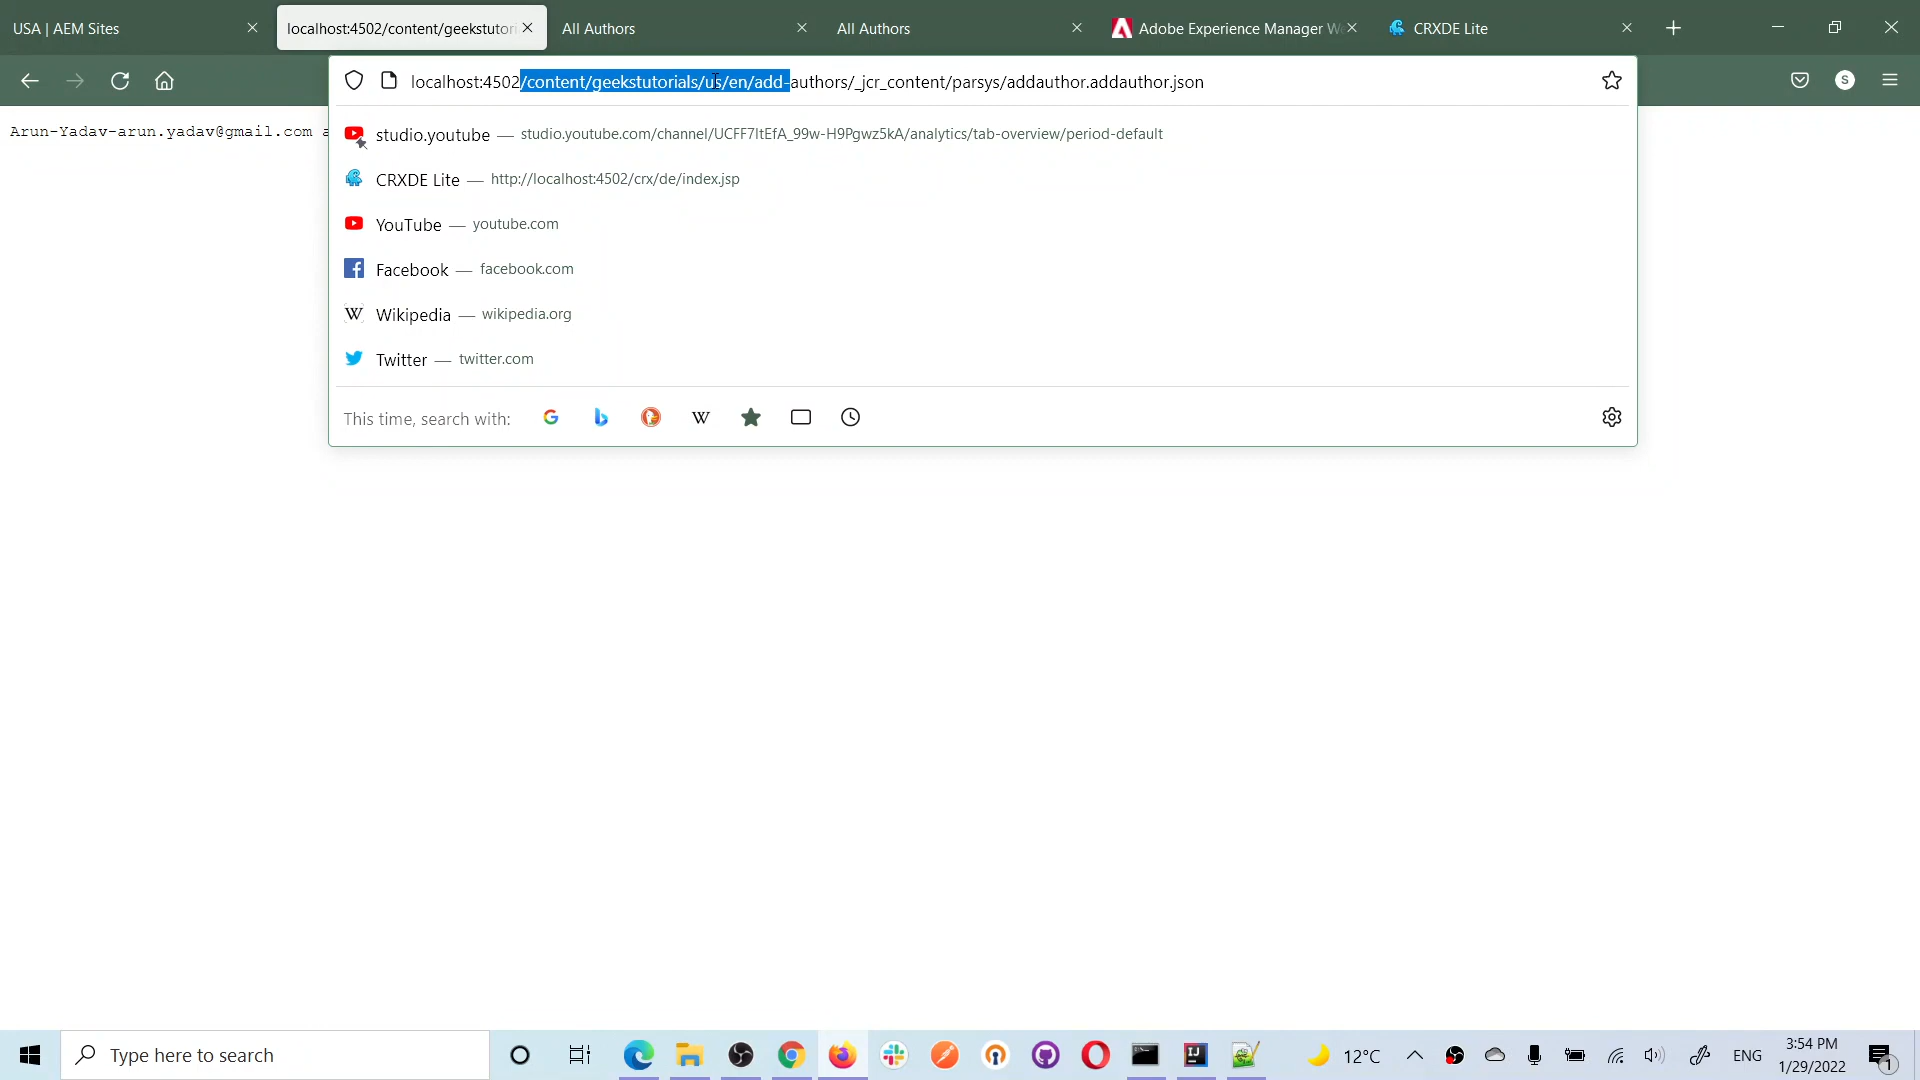 USA | AEM Sites
localhost:4502/content/geekstutori
All Authors
All Authors
Adobe Experience Manager
CRXDE Lite
localhost:4502/content/geekstutorials/us/en/add-authors/_jcr_content/parsys/addauthor.addauthor.json
S
Arun-Yadav-arun.yadav@gmail.com a
studio.youtube — studio.youtube.com/channel/UCFF7ItEfA_99w-H9Pgwz5kA/analytics/tab-overview/period-default
CRXDE Lite — http://localhost:4502/crx/de/index.jsp
YouTube — youtube.com
Facebook — facebook.com
W Wikipedia — wikipedia.org
Twitter — twitter.com
This time, search with:
W
Type here to search
12°C
ENG
3:54 PM
1/29/2022
1